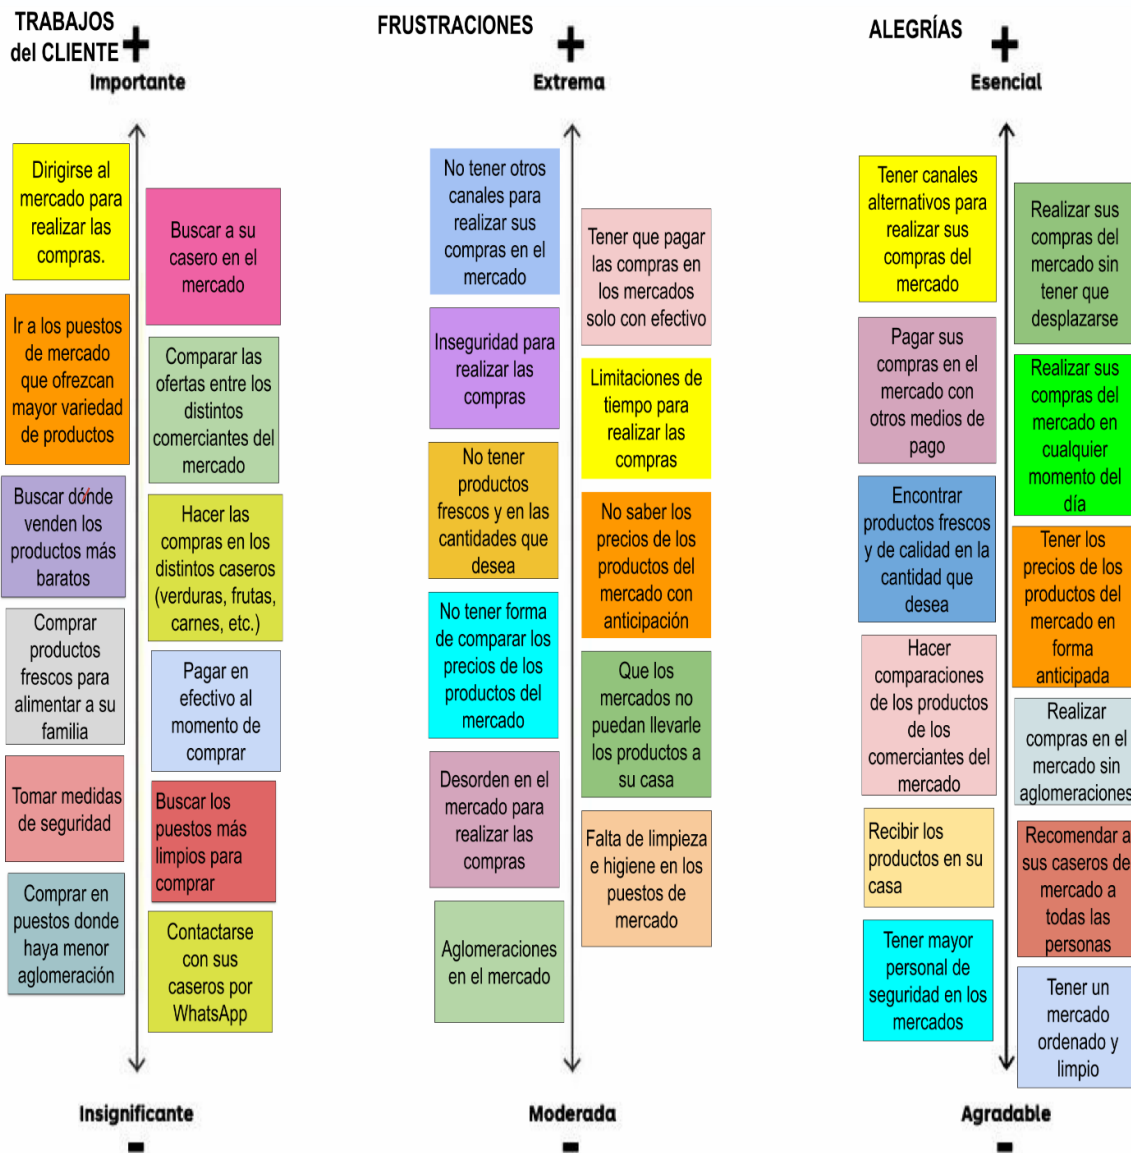 TRABAJOS
del CLIENTE
+
Importante
Dirigirse al
mercado para
realizar las
compras.
Buscar a su
casero en el
mercado
Ir a los puestos
de mercado
que ofrezcan
mayor variedad
de productos
Comparar las
ofertas entre los
distintos
comerciantes del
mercado
Buscar dónde
venden los
productos más
baratos
Hacer las
compras en los
distintos caseros
(verduras, frutas,
carnes, etc.)
Comprar
productos
frescos para
alimentar a su
familia
Pagar en
efectivo al
momento de
comprar
Tomar medidas
de seguridad
Buscar los
puestos más
limpios para
comprar
Comprar en
puestos donde
haya menor
aglomeración
Contactarse
con sus
caseros por
WhatsApp
Insignificante
-
FRUSTRACIONES
+
Extrema
No tener otros
canales para
realizar sus
compras en el
mercado
Tener que pagar
las compras en
los mercados
solo con efectivo
Inseguridad para
realizar las
compras
Limitaciones de
tiempo para
realizar las
compras
No tener
productos
frescos y en las
cantidades que
desea
No saber los
precios de los
productos del
mercado con
anticipación
No tener forma
de comparar los
precios de los
productos del
mercado
Que los
mercados no
puedan llevarle
los productos a
su casa
Desorden en el
mercado para
realizar las
compras
Falta de limpieza
e higiene en los
puestos de
mercado
Aglomeraciones
en el mercado
Moderada
-
ALEGRÍAS
+
Esencial
Tener canales
alternativos para
realizar sus
compras del
mercado
Realizar sus
compras del
mercado sin
tener que
desplazarse
Pagar sus
compras en el
mercado con
otros medios de
pago
Realizar sus
compras del
mercado en
cualquier
momento del
día
Encontrar
productos frescos
y de calidad en la
cantidad que
desea
Tener los
precios de los
productos del
mercado en
forma
anticipada
Hacer
comparaciones
de los productos
de los
comerciantes del
mercado
Realizar
compras en el
mercado sin
aglomeraciones
Recibir los
productos en su
casa
Recomendar a
sus caseros de
mercado a
todas las
personas
Tener mayor
personal de
seguridad en los
mercados
Tener un
mercado
ordenado y
limpio
Agradable
-